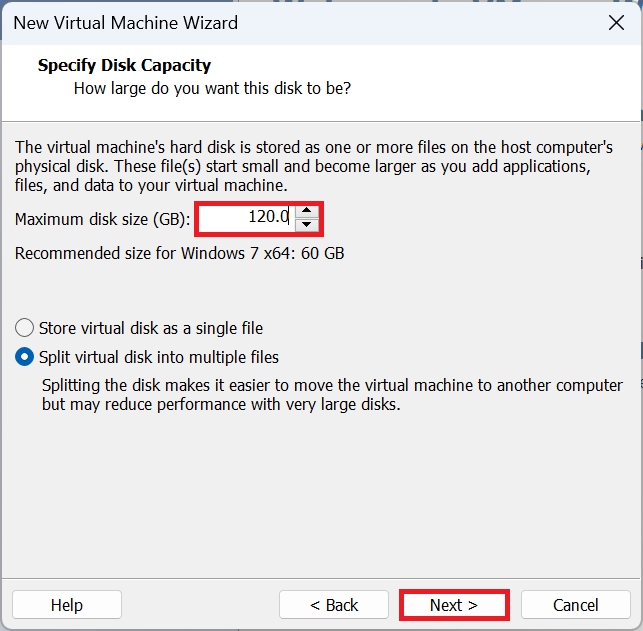 New Virtual Machine Wizard
Specify Disk Capacity
How large do you want this disk to be?
The virtual machine's hard disk is stored as one or more files on the host computer's
physical disk. These file(s) start small and become larger as you add applications,
files, and data to your virtual machine.
Maximum disk size (GB): 120.0
Recommended size for Windows 7 x64: 60 GB
Store virtual disk as a single file
Split virtual disk into multiple files
Splitting the disk makes it easier to move the virtual machine to another computer
but may reduce performance with very large disks.
Help < Back Next > Cancel